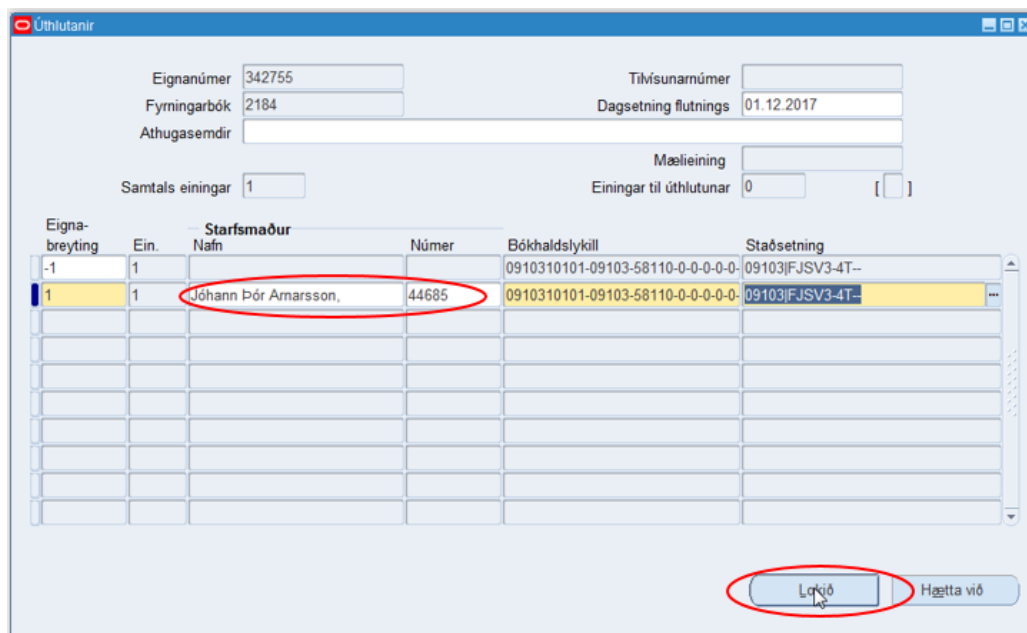 Úthlutanir
Eignanúmer 342755 Tilvísunarnúmer
Fyrningarbók 2184 Dagsetning flutnings 01.12.2017
Athugasemdir
Mælieining
Samtals einingar 1 Einingar til úthlutunar 0 [ ]
Eigna- Starfsmaður
breyting Ein. Nafn Númer Bókhaldslykill Staðsetning
-1 1 0910310101-09103-58110-0-0-0-0-0- 09103|FJSV3-4T--
1 1 Jóhann Þór Arnarsson, 44685 0910310101-09103-58110-0-0-0-0-0- 09103|FJSV3-4T--
Lokið Hætta við